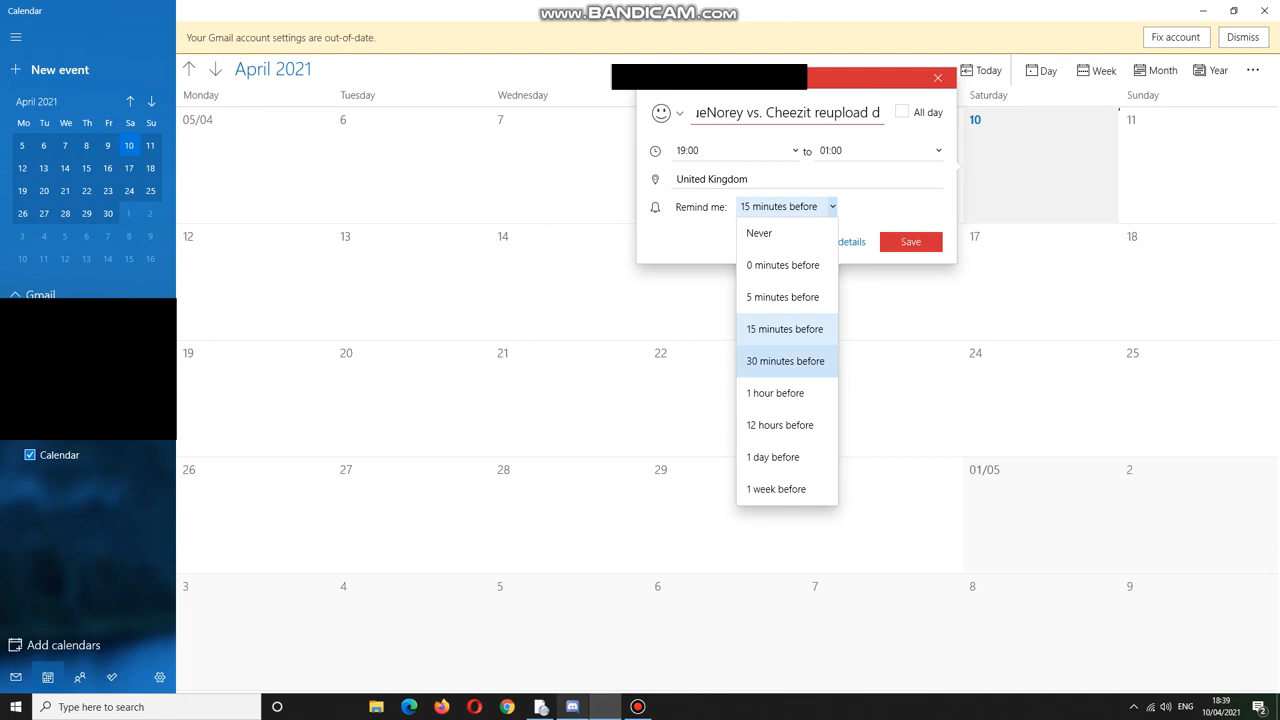 Calendar
www.BANDICAM.com
Your Gmail account settings are out-of-date.
Fix account
Dismiss
New event
April 2021
Today
Day
Week
Month
Year
April 2021
Mo Tu We Th Fr Sa Su
5 6 7 8 9 10 11
12 13 14 15 16 17 18
19 20 21 22 23 24 25
26 27 28 29 30 1 2
3 4 5 6 7 8 9
10 11 12 13 14 15 16
Gmail
Calendar
Add calendars
Monday Tuesday Wednesday Saturday Sunday
05/04 6 7 10 11
12 13 14 17 18
19 20 21 22 24 25
26 27 28 29 01/05 2
3 4 5 6 7 8 9
ueNorey vs. Cheezit reupload d
All day
19:00 to 01:00
United Kingdom
Remind me: 15 minutes before
Never
0 minutes before
5 minutes before
15 minutes before
30 minutes before
1 hour before
12 hours before
1 day before
1 week before
details
Save
Type here to search
ENG
18:39
10/04/2021
2